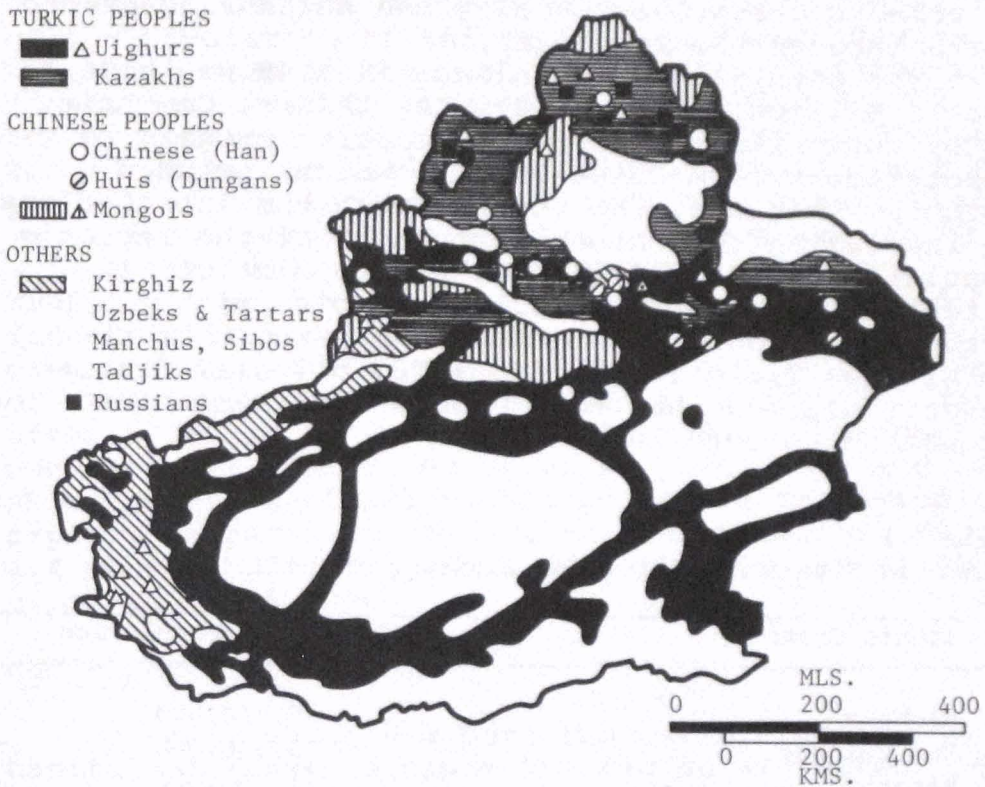 TURKIC PEOPLES
Uighurs
Kazakhs
CHINESE PEOPLES
Chinese (Han)
Huis (Dungans)
Mongols
OTHERS
Kirghiz
Uzbeks & Tartars
Manchus, Sibos
Tadjiks
Russians
MLS.
0 200 400
0 200 400
KMS.